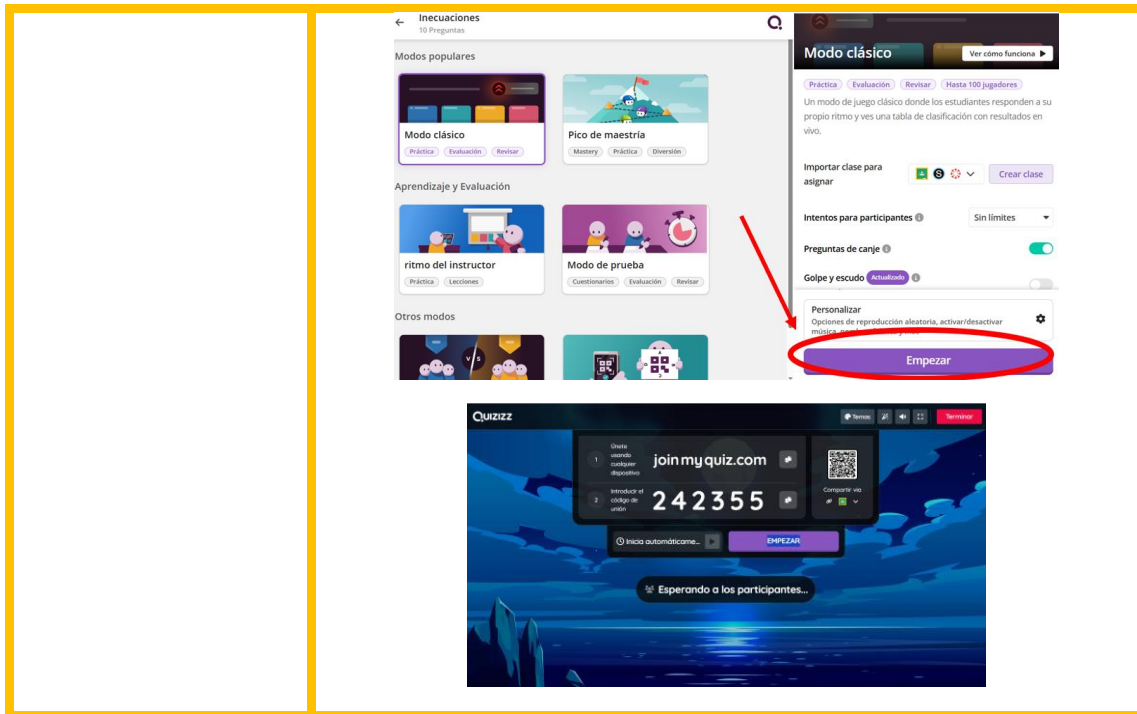 Inecuaciones
10 Preguntas
Modos populares
Modo clásico
Práctica Evaluación Revisar
Pico de maestría
Mastery Práctica Diversión
Aprendizaje y Evaluación
ritmo del instructor
Práctica Lecciones
Modo de prueba
Cuestionarios Evaluación Revisar
Otros modos
V/S
Modo clásico
Ver cómo funciona
Práctica Evaluación Revisar Hasta 100 jugadores
Un modo de juego clásico donde los estudiantes responden a su
propio ritmo y ves una tabla de clasificación con resultados en
vivo.
Importar clase para
asignar
Crear clase
Intentos para participantes
Sin límites
Preguntas de canje
Golpe y escudo Actualizado
Personalizar
Opciones de reproducción aleatoria, activar/desactivar
música,
Empezar
Quizizz
Temas
Terminar
1
Únete
usando
cualquier
dispositivo
joinmyquiz.com
2
Introducir el
código de
unión
242355
Compartir vía
Inicia automáticame...
EMPEZAR
Esperando a los participantes...